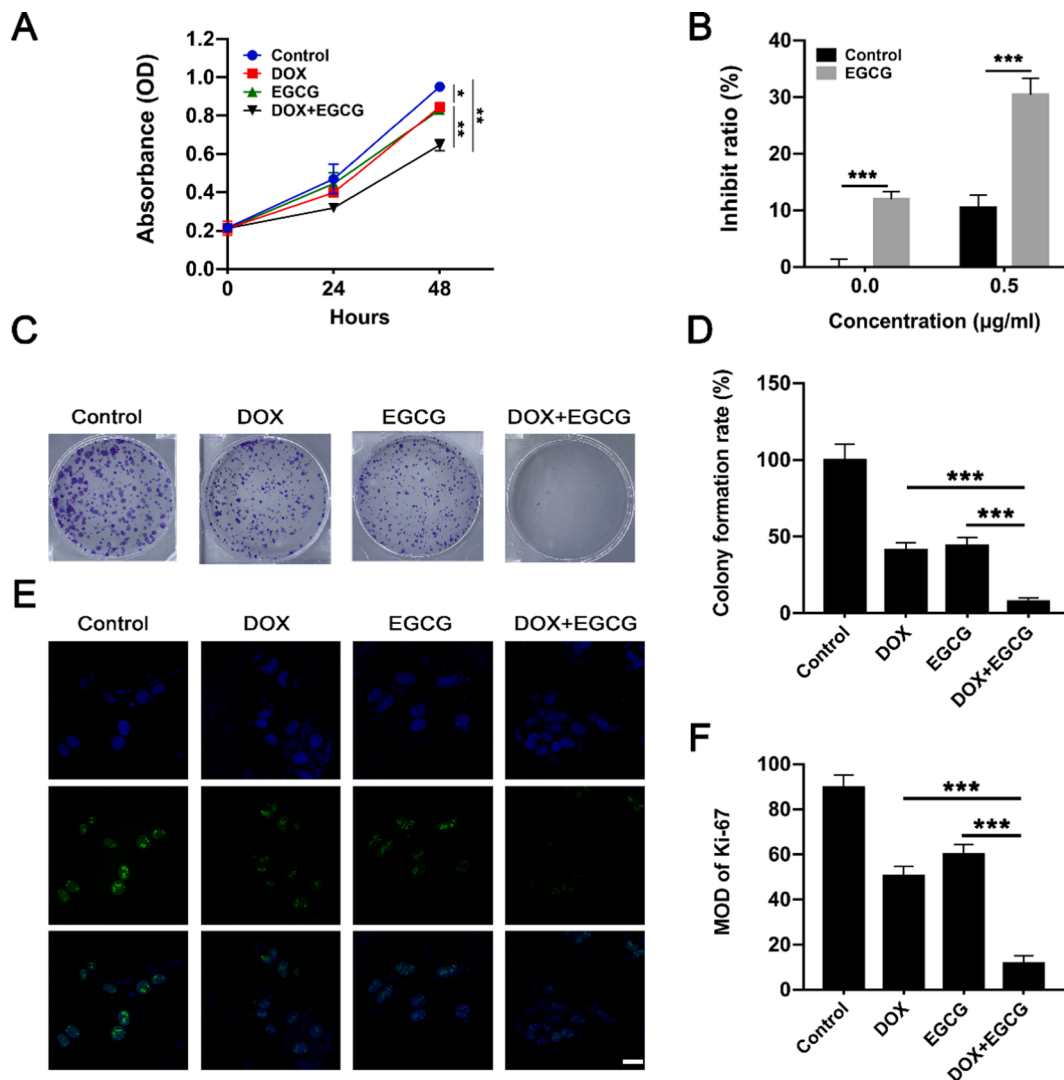 A
Absorbance (OD)
1.2
1.0
0.8
0.6
0.4
0.2
0.0
Control
DOX
EGCG
DOX+EGCG
*
**
**
0 24 48
Hours
B
Inhibit ratio (%)
40
30
20
10
0
Control
EGCG
***
***
0.0 0.5
Concentration (µg/ml)
C
Control DOX EGCG DOX+EGCG
D
Colony formation rate (%)
150
100
50
0
***
***
Control DOX EGCG DOX+EGCG
E
Control DOX EGCG DOX+EGCG
F
MOD of Ki-67
100
80
60
40
20
0
***
***
Control DOX EGCG DOX+EGCG